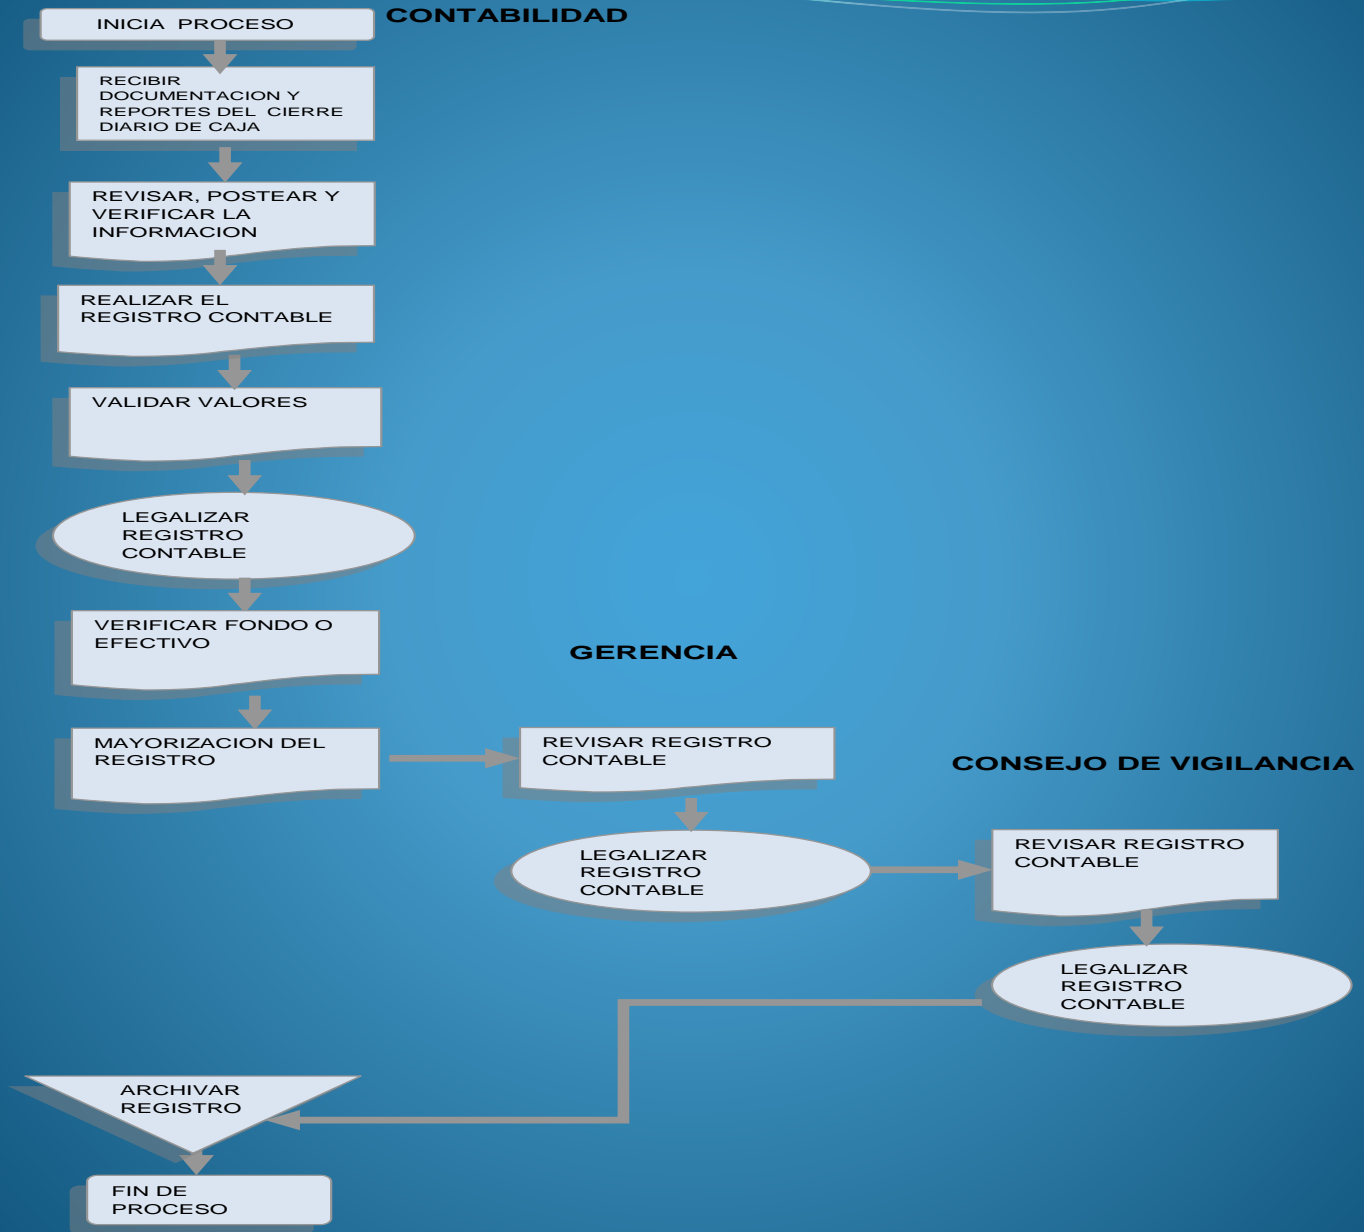 CONTABILIDAD
INICIA PROCESO
RECIBIR
DOCUMENTACION Y
REPORTES DEL CIERRE
DIARIO DE CAJA
REVISAR, POSTEAR Y
VERIFICAR LA
INFORMACION
REALIZAR EL
REGISTRO CONTABLE
VALIDAR VALORES
LEGALIZAR
REGISTRO
CONTABLE
VERIFICAR FONDO O
EFECTIVO
MAYORIZACION DEL
REGISTRO
GERENCIA
REVISAR REGISTRO
CONTABLE
LEGALIZAR
REGISTRO
CONTABLE
CONSEJO DE VIGILANCIA
REVISAR REGISTRO
CONTABLE
LEGALIZAR
REGISTRO
CONTABLE
ARCHIVAR
REGISTRO
FIN DE
PROCESO